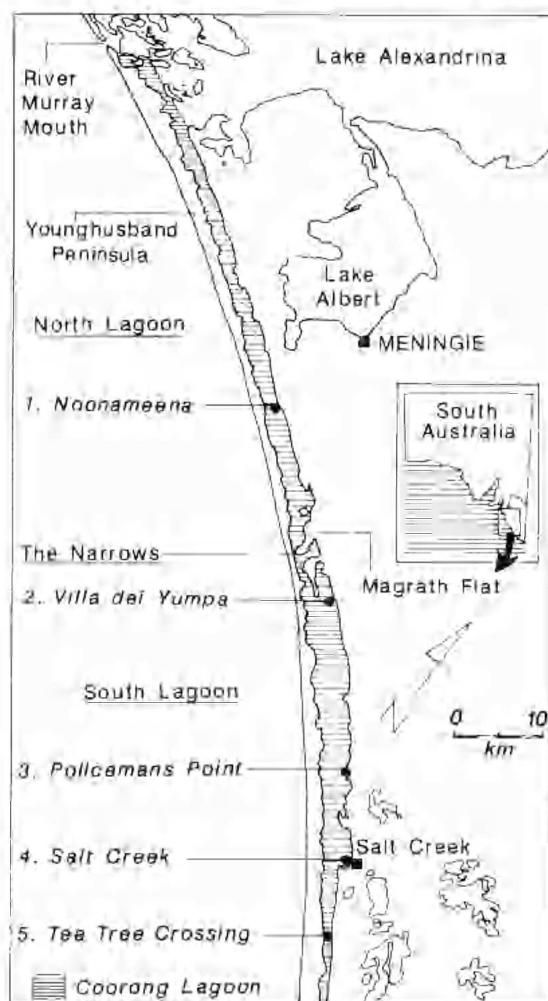 Lake Alexandrina
River
Murray
Mouth
Younghusband
Peninsula
Lake
Albert
North Lagoon
MENINGIE
1. Noonameena
South
Australia
The Narrows
Magrath Flat
2. Villa dei Yumpa
South Lagoon
N
0 10
km
3. Policemans Point
Salt Creek
4. Salt Creek
5. Tea Tree Crossing
Coorong Lagoon